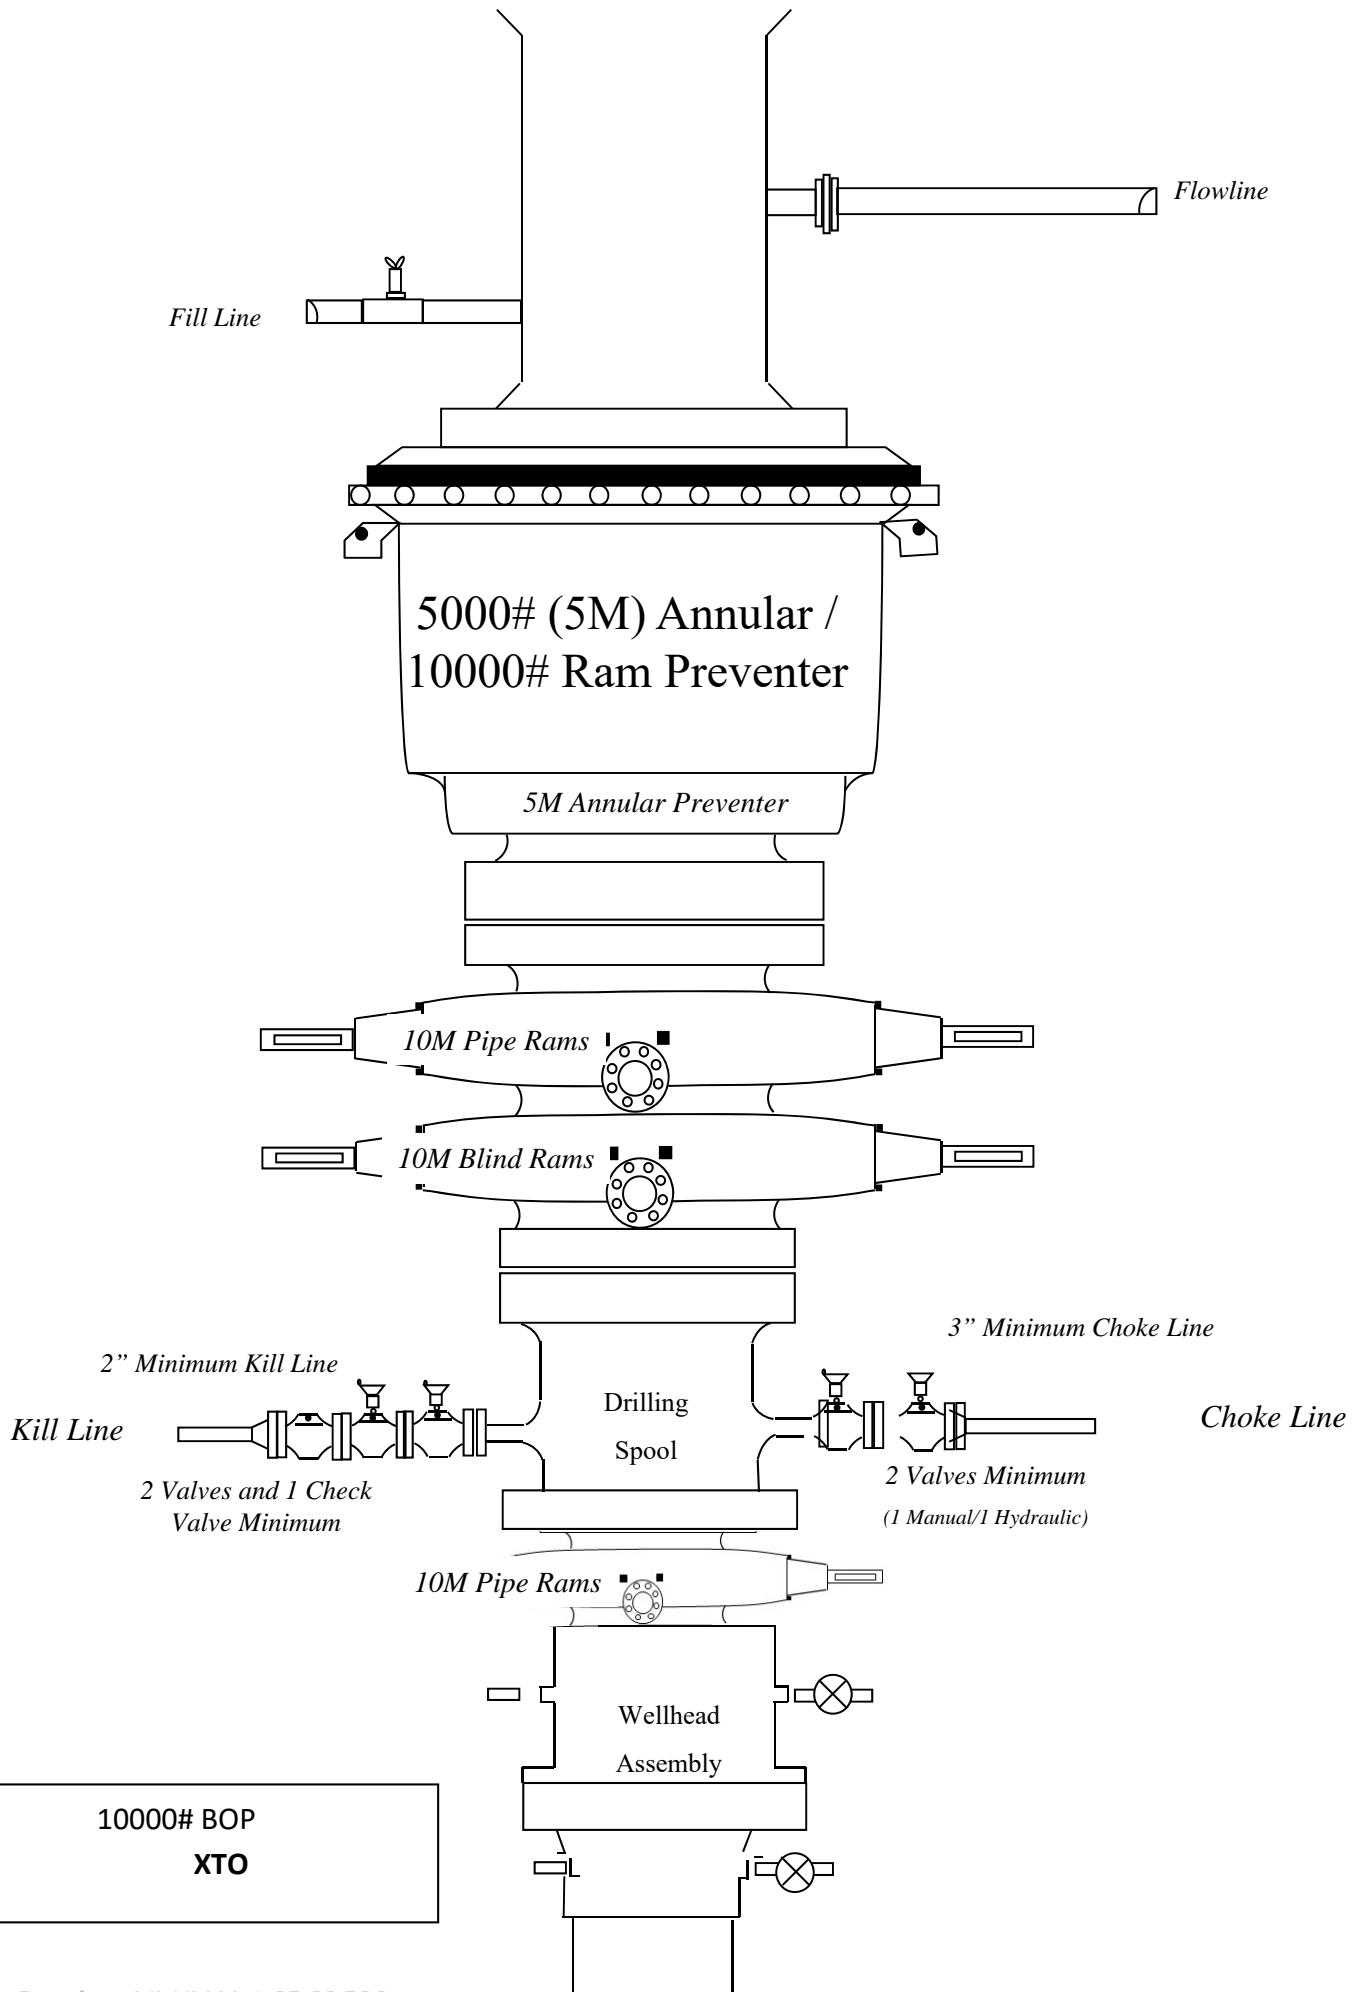 Flowline
Fill Line
5000# (5M) Annular /
10000# Ram Preventer
5M Annular Preventer
10M Pipe Rams
10M Blind Rams
3” Minimum Choke Line
2” Minimum Kill Line
Drilling
Spool
Kill Line
Choke Line
2 Valves and 1 Check
Valve Minimum
2 Valves Minimum
(1 Manual/1 Hydraulic)
10M Pipe Rams
Wellhead
Assembly
10000# BOP
XTO